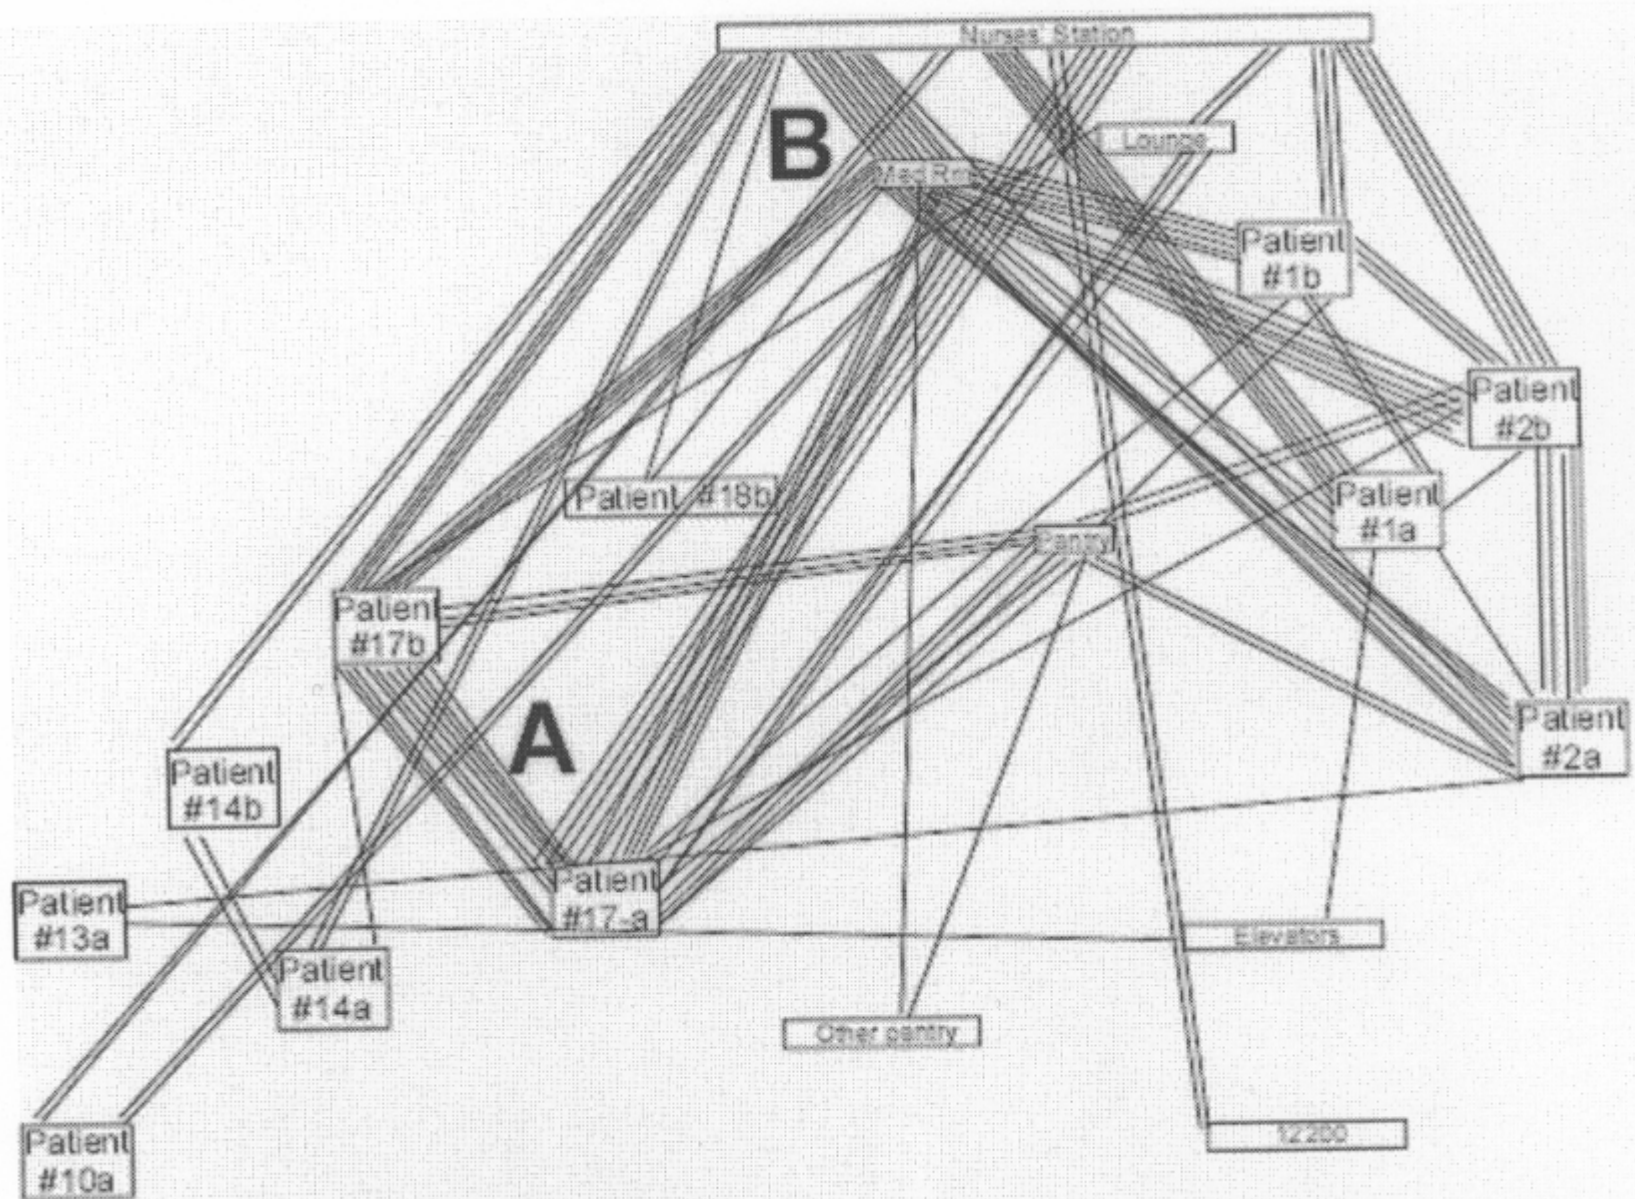 Nurses' Station
B
Lounge
Med Rm
Patient
#1b
Patient
#2b
Patient #18b
Patient
#1a
Pantry
Patient
#17b
A
Patient
#2a
Patient
#14b
Patient
#17-a
Patient
#13a
Elevators
Patient
#14a
Other pantry
Patient
#10a